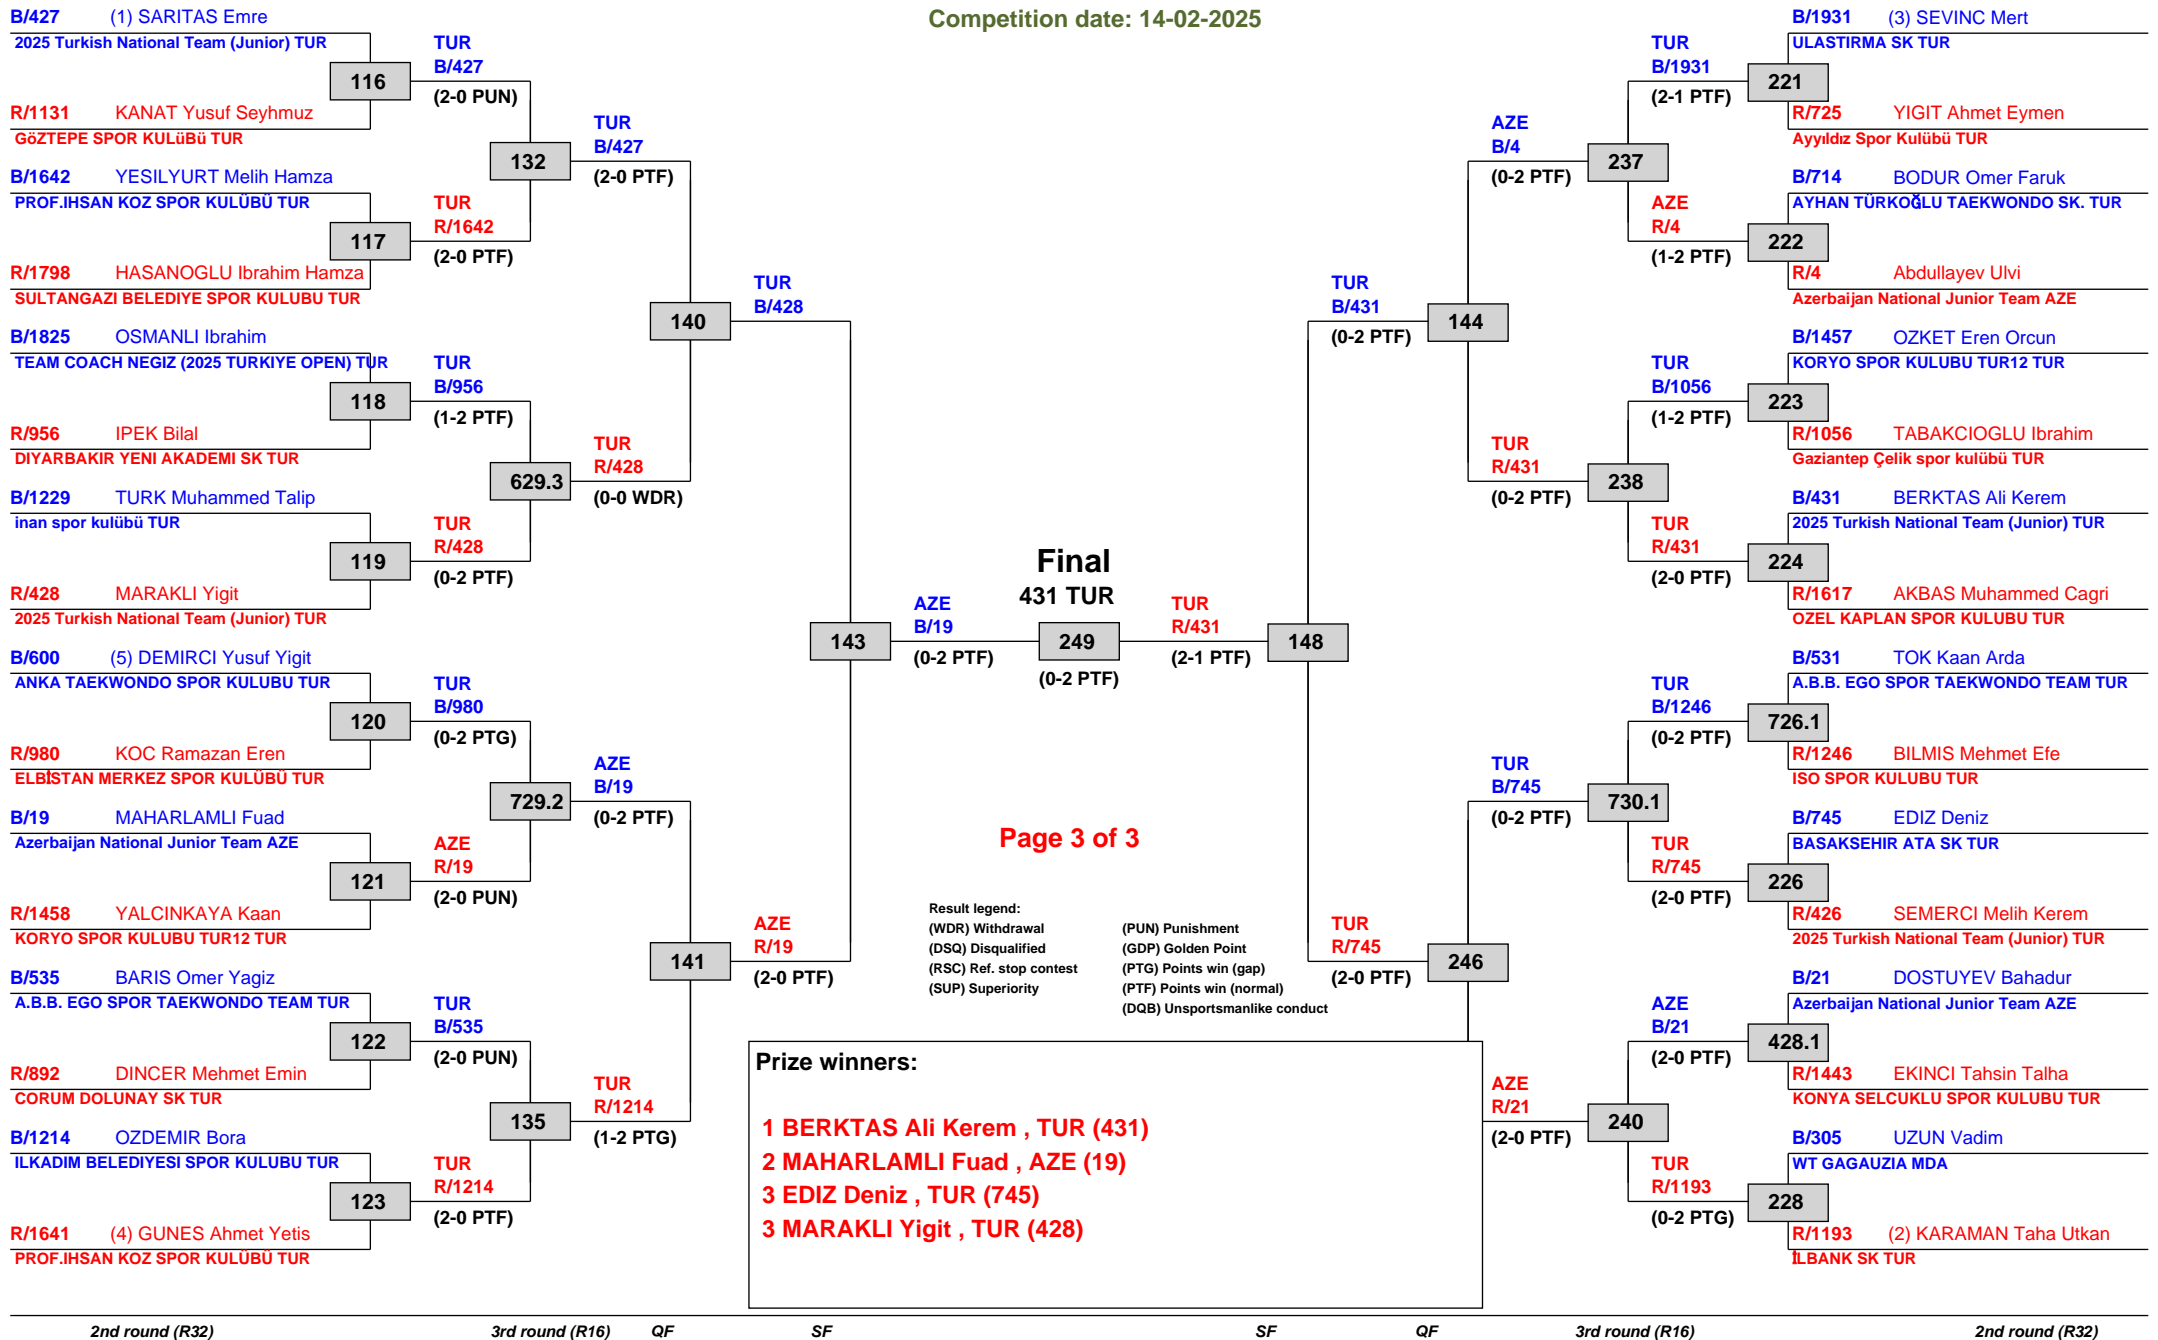 Competition date: 14-02-2025
B/427 (1) SARITAS Emre
2025 Turkish National Team (Junior) TUR
116
R/1131 KANAT Yusuf Seyhmuz
GöZTEPE SPOR KULüBü TUR
B/1642 YESILYURT Melih Hamza
PROF.IHSAN KOZ SPOR KULÜBÜ TUR
117
R/1798 HASANOGLU Ibrahim Hamza
SULTANGAZI BELEDIYE SPOR KULUBU TUR
B/1825 OSMANLI Ibrahim
TEAM COACH NEGIZ (2025 TURKIYE OPEN) TUR
118
R/956 IPEK Bilal
DIYARBAKIR YENI AKADEMI SK TUR
B/1229 TURK Muhammed Talip
inan spor kulübü TUR
119
R/428 MARAKLI Yigit
2025 Turkish National Team (Junior) TUR
B/600 (5) DEMIRCI Yusuf Yigit
ANKA TAEKWONDO SPOR KULUBU TUR
120
R/980 KOC Ramazan Eren
ELBİSTAN MERKEZ SPOR KULÜBÜ TUR
B/19 MAHARLAMLI Fuad
Azerbaijan National Junior Team AZE
121
R/1458 YALCINKAYA Kaan
KORYO SPOR KULUBU TUR12 TUR
B/535 BARIS Omer Yagiz
A.B.B. EGO SPOR TAEKWONDO TEAM TUR
122
R/892 DINCER Mehmet Emin
CORUM DOLUNAY SK TUR
B/1214 OZDEMIR Bora
ILKADIM BELEDIYESI SPOR KULUBU TUR
123
R/1641 (4) GUNES Ahmet Yetis
PROF.IHSAN KOZ SPOR KULÜBÜ TUR
TUR
B/427
(2-0 PUN)
132
TUR
R/1642
(2-0 PTF)
TUR
B/956
(1-2 PTF)
629.3
TUR
R/428
(0-2 PTF)
TUR
B/980
(0-2 PTG)
729.2
AZE
R/19
(2-0 PUN)
TUR
B/535
(2-0 PUN)
135
TUR
R/1214
(2-0 PTF)
TUR
B/427
(2-0 PTF)
140
TUR
R/428
(0-0 WDR)
AZE
B/19
(0-2 PTF)
141
TUR
R/1214
(1-2 PTG)
TUR
B/428
143
AZE
R/19
(2-0 PTF)
AZE
B/19
(0-2 PTF)
Final
431 TUR
249
(0-2 PTF)
TUR
R/431
(2-1 PTF)
148
TUR
B/431
(0-2 PTF)
TUR
R/745
(2-0 PTF)
144
246
AZE
B/4
(0-2 PTF)
TUR
R/431
(0-2 PTF)
TUR
B/745
(0-2 PTF)
AZE
R/21
(2-0 PTF)
237
238
730.1
240
TUR
B/1931
(2-1 PTF)
AZE
R/4
(1-2 PTF)
TUR
B/1056
(1-2 PTF)
TUR
R/431
(2-0 PTF)
TUR
B/1246
(0-2 PTF)
TUR
R/745
(2-0 PTF)
AZE
B/21
(2-0 PTF)
TUR
R/1193
(0-2 PTG)
B/1931 (3) SEVINC Mert
ULASTIRMA SK TUR
221
R/725 YIGIT Ahmet Eymen
Ayyıldız Spor Kulübü TUR
B/714 BODUR Omer Faruk
AYHAN TÜRKOĞLU TAEKWONDO SK. TUR
222
R/4 Abdullayev Ulvi
Azerbaijan National Junior Team AZE
B/1457 OZKET Eren Orcun
KORYO SPOR KULUBU TUR12 TUR
223
R/1056 TABAKCIOGLU Ibrahim
Gaziantep Çelik spor kulübü TUR
B/431 BERKTAS Ali Kerem
2025 Turkish National Team (Junior) TUR
224
R/1617 AKBAS Muhammed Cagri
OZEL KAPLAN SPOR KULUBU TUR
B/531 TOK Kaan Arda
A.B.B. EGO SPOR TAEKWONDO TEAM TUR
726.1
R/1246 BILMIS Mehmet Efe
ISO SPOR KULUBU TUR
B/745 EDIZ Deniz
BASAKSEHIR ATA SK TUR
226
R/426 SEMERCI Melih Kerem
2025 Turkish National Team (Junior) TUR
B/21 DOSTUYEV Bahadur
Azerbaijan National Junior Team AZE
428.1
R/1443 EKINCI Tahsin Talha
KONYA SELCUKLU SPOR KULUBU TUR
B/305 UZUN Vadim
WT GAGAUZIA MDA
228
R/1193 (2) KARAMAN Taha Utkan
İLBANK SK TUR
Page 3 of 3
Result legend:
(WDR) Withdrawal (PUN) Punishment
(DSQ) Disqualified (GDP) Golden Point
(RSC) Ref. stop contest (PTG) Points win (gap)
(SUP) Superiority (PTF) Points win (normal)
(DQB) Unsportsmanlike conduct
Prize winners:
1 BERKTAS Ali Kerem , TUR (431)
2 MAHARLAMLI Fuad , AZE (19)
3 EDIZ Deniz , TUR (745)
3 MARAKLI Yigit , TUR (428)
2nd round (R32) 3rd round (R16) QF SF SF QF 3rd round (R16) 2nd round (R32)